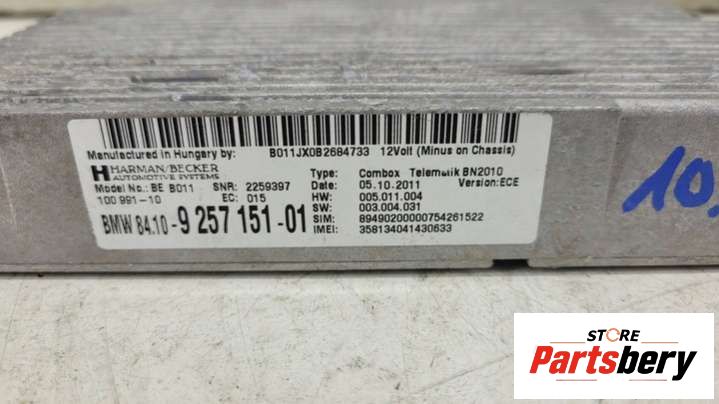 Manufactured in Hungary by: B011JX0B2684733 12Volt (Minus on Chassis)
HARMAN/BECKER
AUTOMOTIVE SYSTEMS
Model No.: BE B011 SNR: 2259397
100 991-10 EC: 015
BMW 84.10-9 257 151-01
Type: Combox Telematik BN2010
Date: 05.10.2011 Version: ECE
HW: 005.011.004
SW: 003.004.031
SIM: 89490200000754261522
IMEI: 358134041430633
10,
STORE
Partsbery